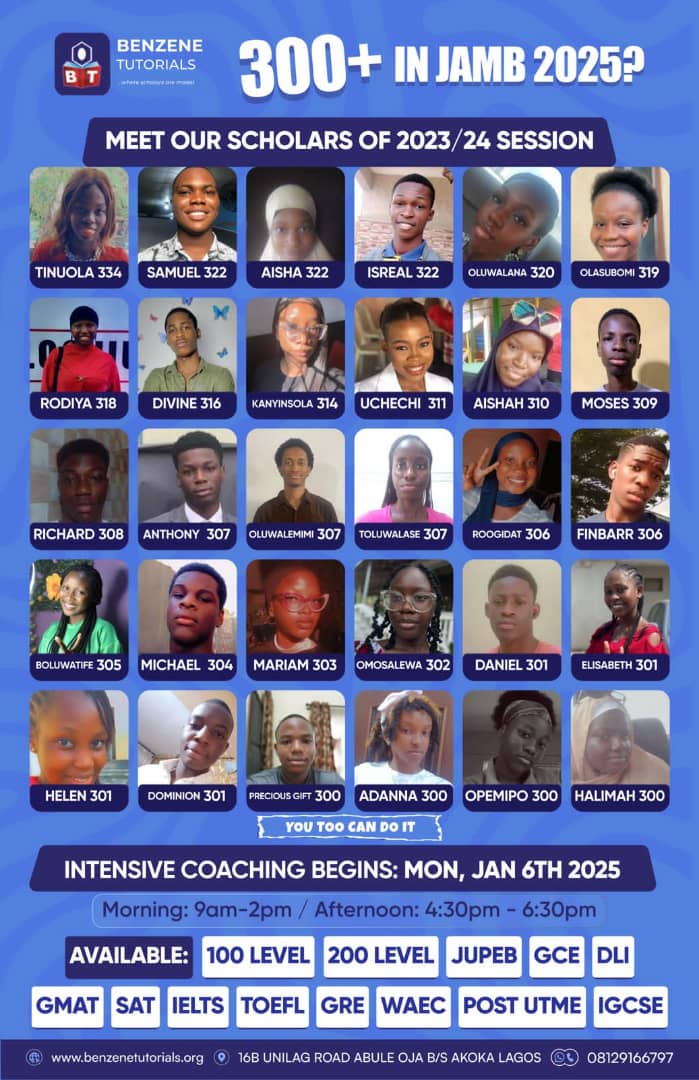 BENZENE
TUTORIALS
...where scholars are model
BT
300+ IN JAMB 2025?
MEET OUR SCHOLARS OF 2023/24 SESSION
TINUOLA 334
SAMUEL 322
AISHA 322
ISREAL 322
OLUWALANA 320
OLASUBOMI 319
RODIYA 318
DIVINE 316
KANYINSOLA 314
UCHECHI 311
AISHAH 310
MOSES 309
RICHARD 308
ANTHONY 307
OLUWALEMIMI 307
TOLUWALASE 307
ROOGIDAT 306
FINBARR 306
BOLUWATIFE 305
MICHAEL 304
MARIAM 303
OMOSALEWA 302
DANIEL 301
ELISABETH 301
HELEN 301
DOMINION 301
PRECIOUS GIFT 300
ADANNA 300
OPEMIPO 300
HALIMAH 300
YOU TOO CAN DO IT
INTENSIVE COACHING BEGINS: MON, JAN 6TH 2025
Morning: 9am-2pm / Afternoon: 4:30pm - 6:30pm
AVAILABLE: 100 LEVEL 200 LEVEL JUPEB GCE DLI
GMAT SAT IELTS TOEFL GRE WAEC POST UTME IGCSE
www.benzenetutorials.org 16B UNILAG ROAD ABULE OJA B/S AKOKA LAGOS 08129166797